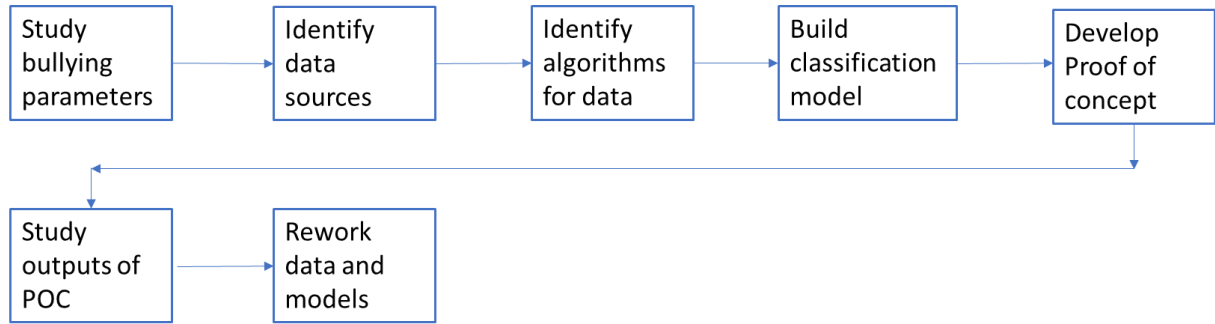 Study
bullying
parameters
Identify
data
sources
Identify
algorithms
for data
Build
classification
model
Develop
Proof of
concept
Study
outputs of
POC
Rework
data and
models